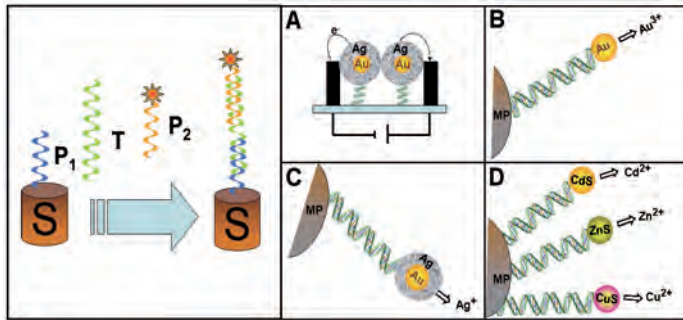 P1
T
P2
S
S
A
e-
Ag
Ag
Au
Au
B
Au
Au3+
MP
C
MP
Ag
Au
Ag+
D
CdS
Cd2+
ZnS
Zn2+
MP
CuS
Cu2+